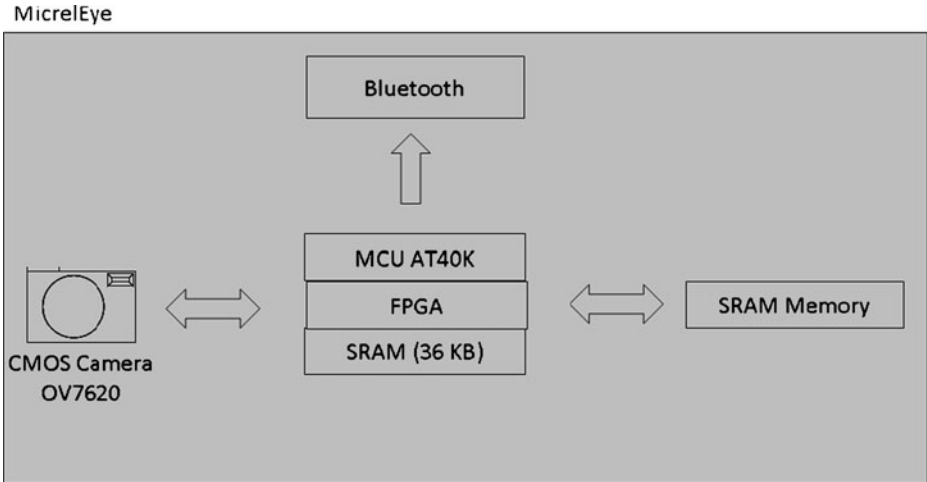 MicrelEye
Bluetooth
MCU AT40K
FPGA
SRAM (36 KB)
SRAM Memory
CMOS Camera
OV7620